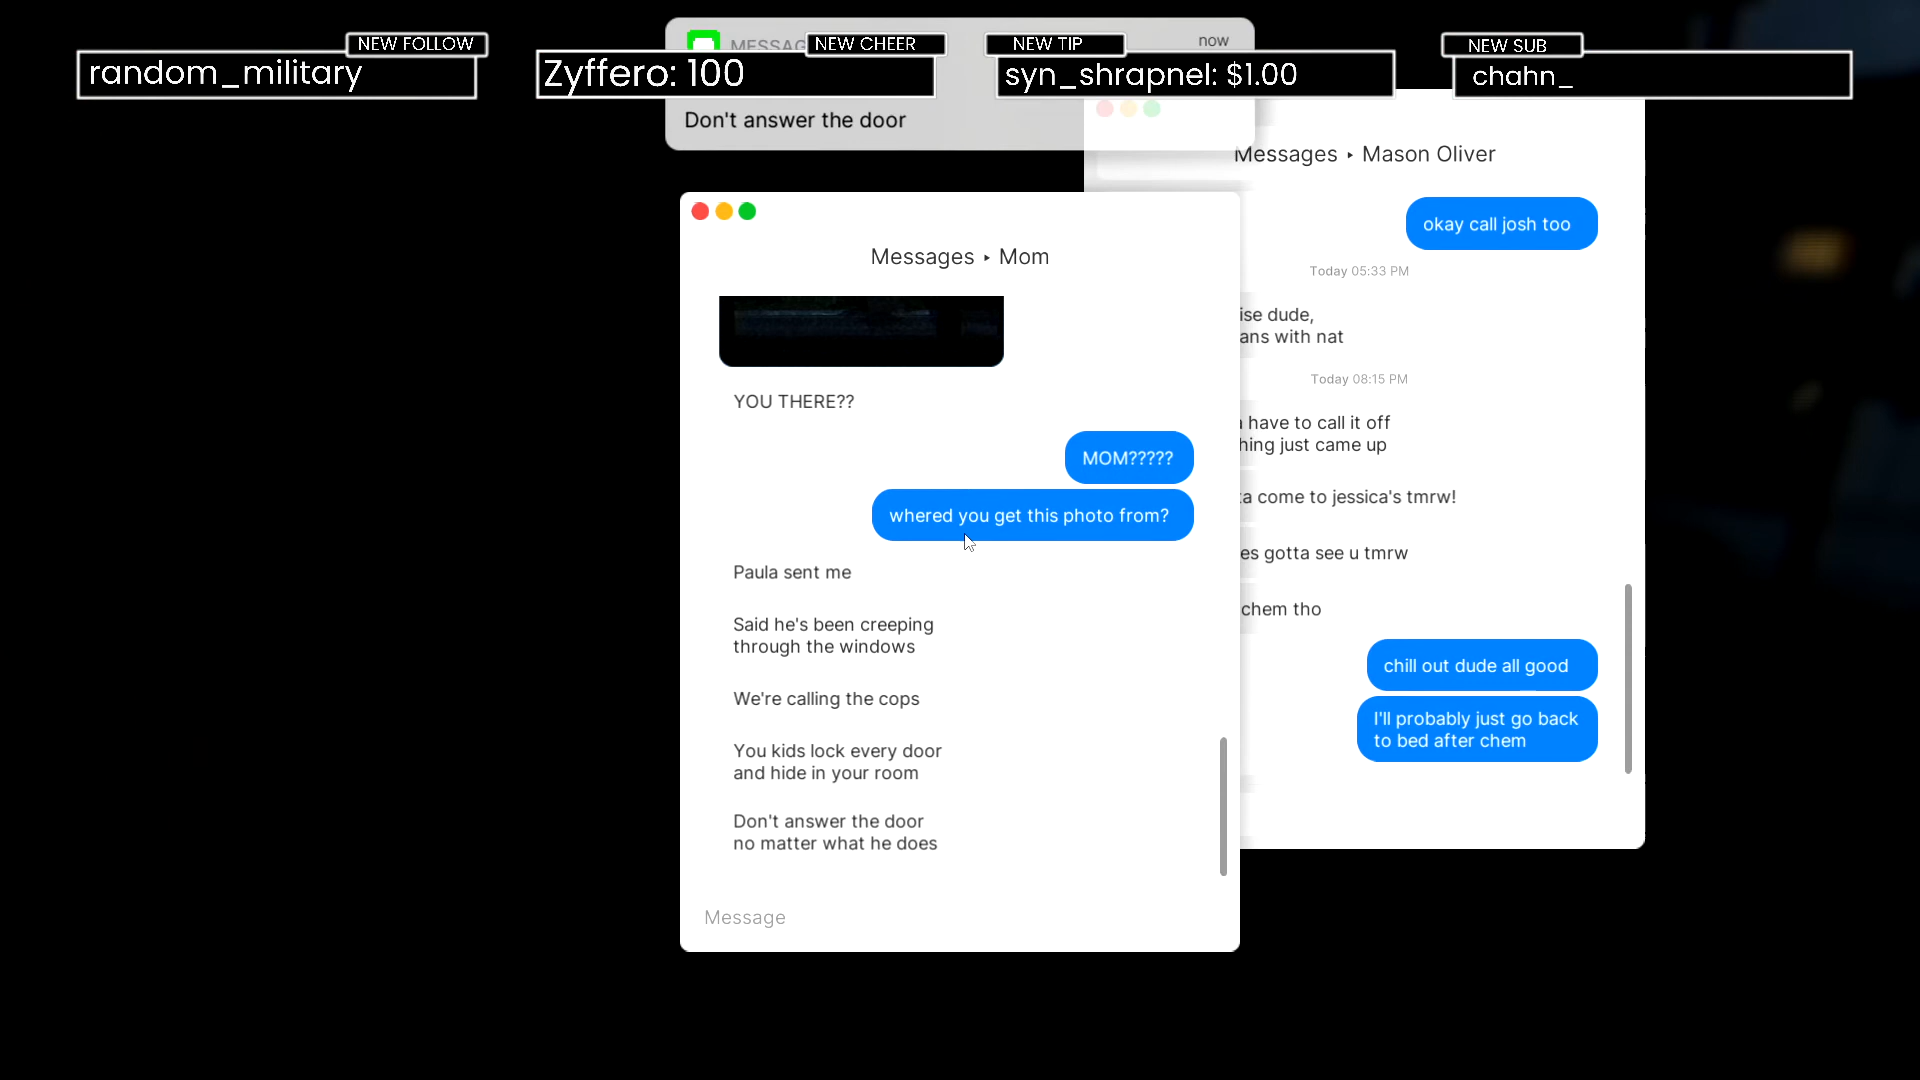 NEW FOLLOW
random_military
NEW CHEER
Zyffero: 100
NEW TIP
syn_shrapnel: $1.00
NEW SUB
chahn_
now
Don't answer the door
Messages ‣ Mom
YOU THERE??
MOM?????
whered you get this photo from?
Paula sent me
Said he's been creeping
through the windows
We're calling the cops
You kids lock every door
and hide in your room
Don't answer the door
no matter what he does
Message
Messages ‣ Mason Oliver
okay call josh too
Today 05:33 PM
dude,
with nat
Today 08:15 PM
have to call it off
just came up
come to jessica's tmrw!
gotta see u tmrw
chem tho
chill out dude all good
I'll probably just go back
to bed after chem